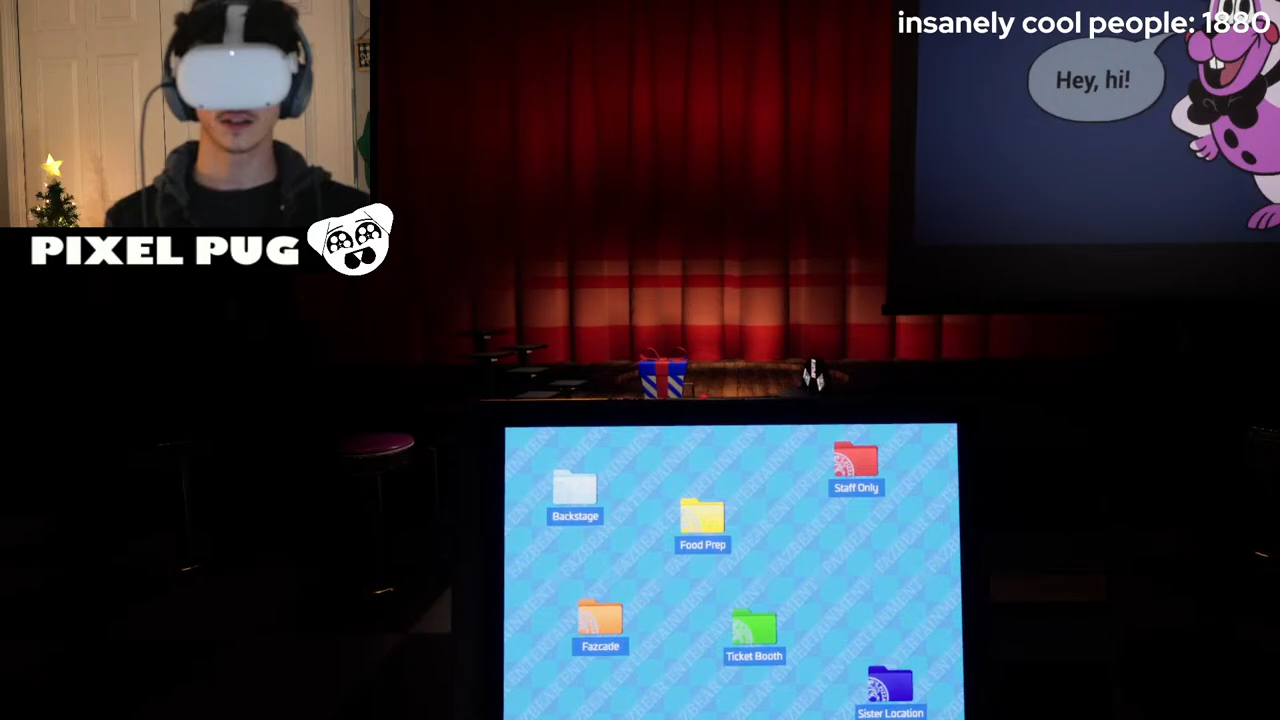 insanely cool people: 1880
Hey, hi!
PIXEL PUG
Staff Only
Backstage
Food Prep
Fazcade
Ticket Booth
Sister Location